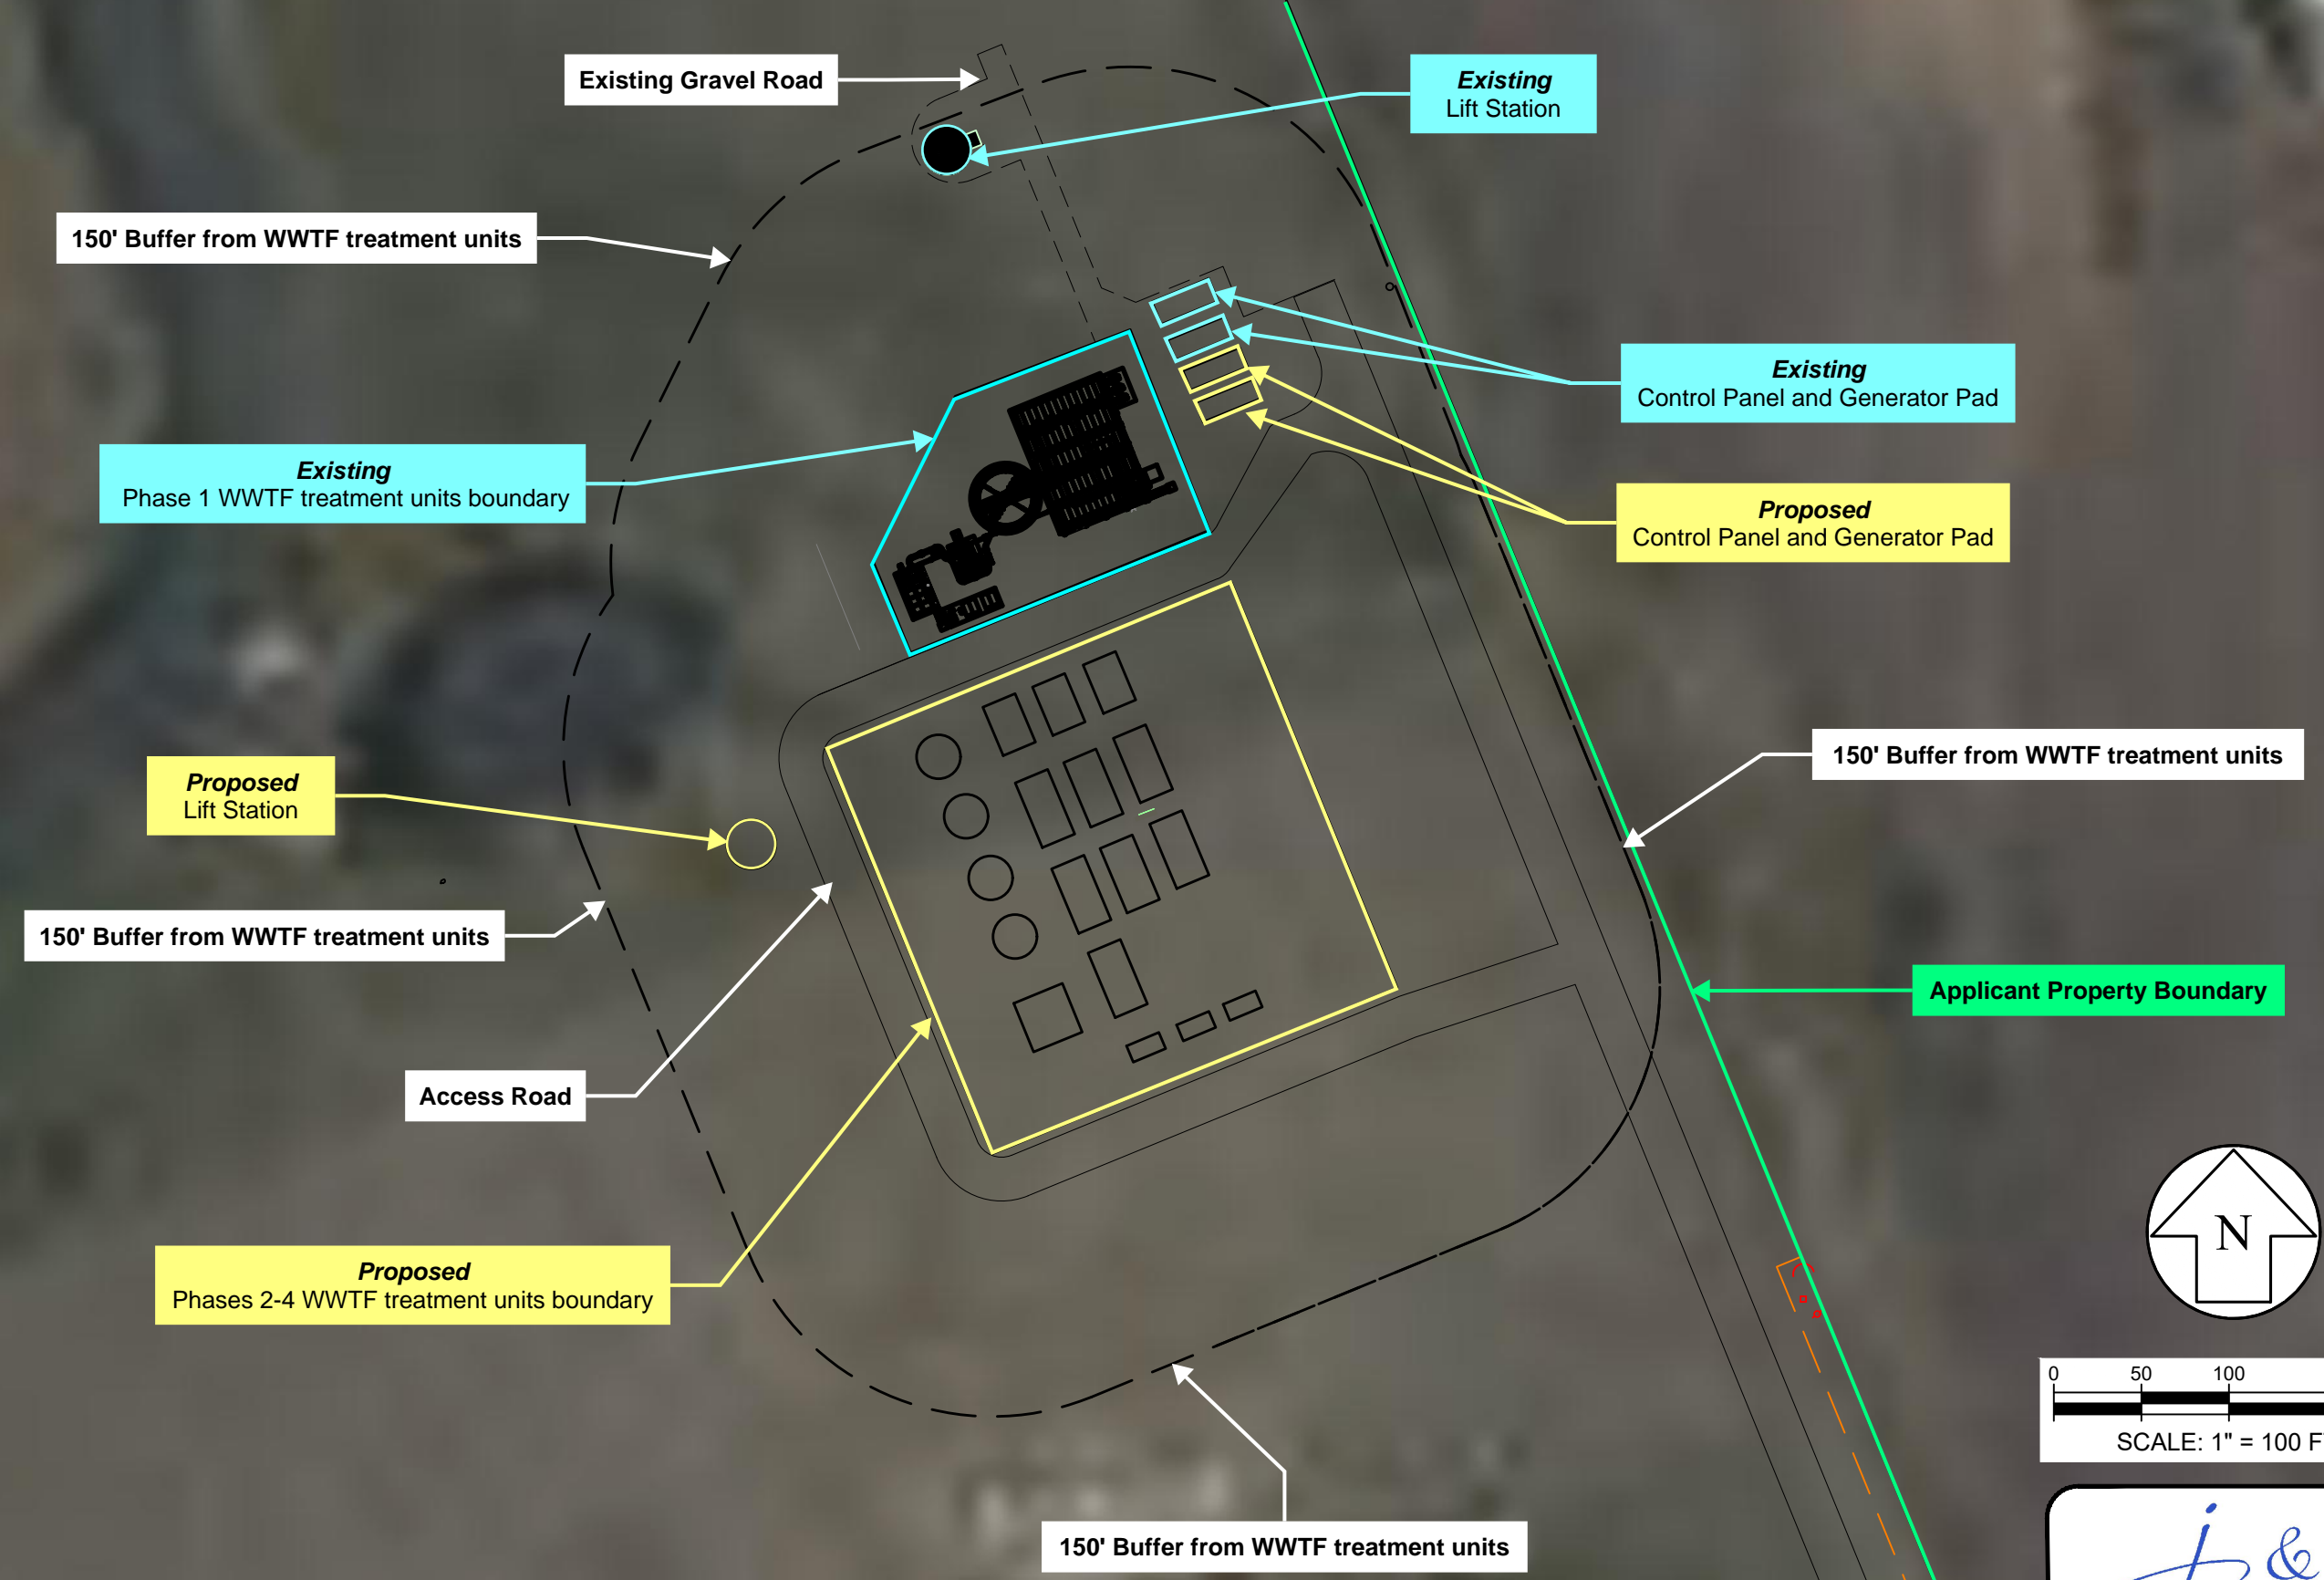 Existing Gravel Road
Existing
Lift Station
150' Buffer from WWTF treatment units
Existing
Control Panel and Generator Pad
Existing
Phase 1 WWTF treatment units boundary
Proposed
Control Panel and Generator Pad
150' Buffer from WWTF treatment units
Proposed
Lift Station
150' Buffer from WWTF treatment units
Applicant Property Boundary
Access Road
N
Proposed
Phases 2-4 WWTF treatment units boundary
0 50 100
SCALE: 1" = 100 F
150' Buffer from WWTF treatment units
j &